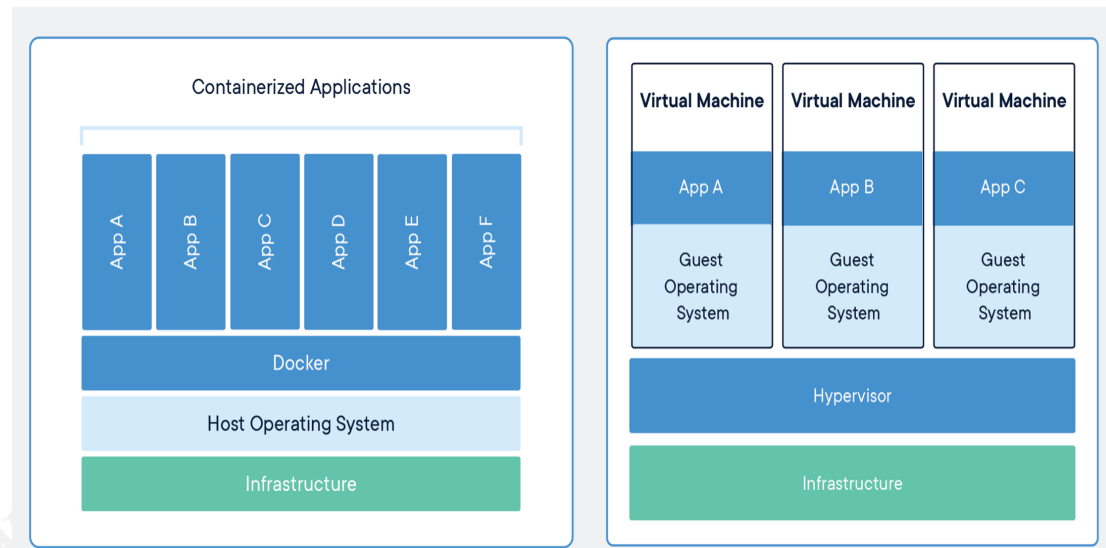 Containerized Applications
App A
App B
App C
App D
App E
App F
Docker
Host Operating System
Infrastructure
Virtual Machine
App A
Guest
Operating
System
Virtual Machine
App B
Guest
Operating
System
Virtual Machine
App C
Guest
Operating
System
Hypervisor
Infrastructure